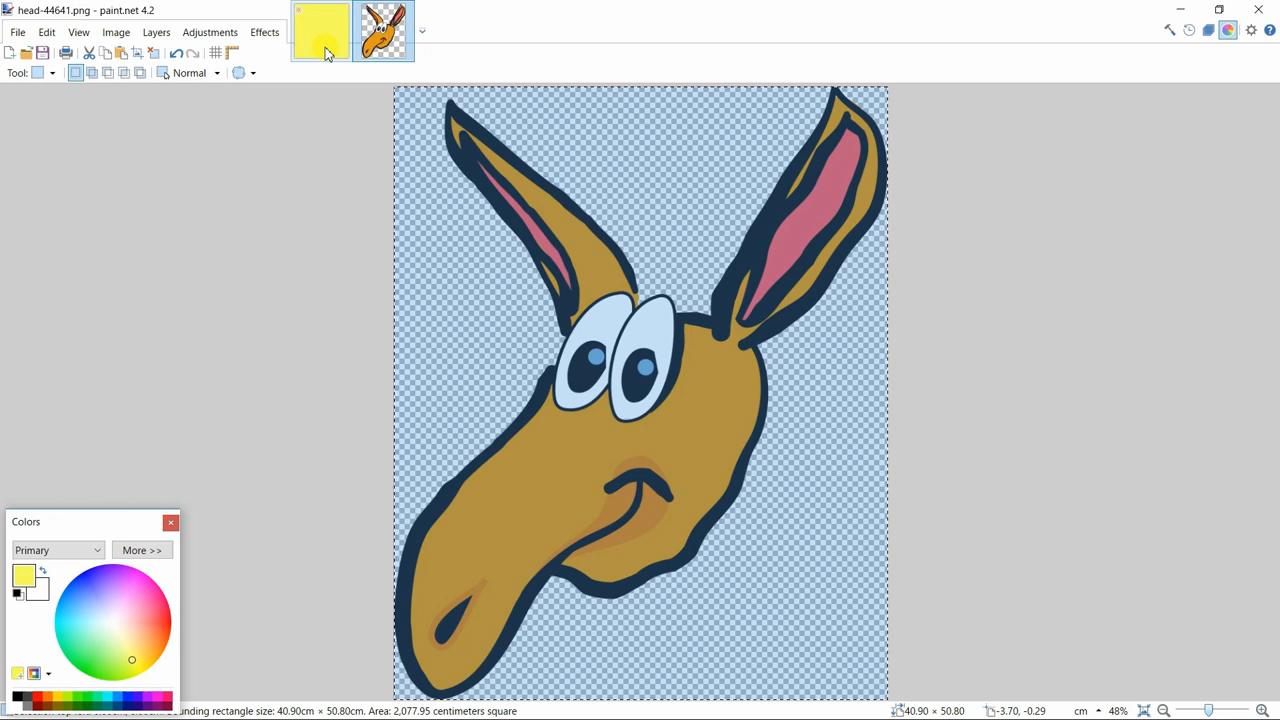 head-44641.png - paint.net 4.2
File Edit View Image Layers Adjustments Effects
Tool: Normal
Colors
Primary
More >>
bounding rectangle size: 40.90cm × 50.80cm. Area: 2,077.95 centimeters square
40.90 × 50.80
-3.70, -0.29
cm
48%